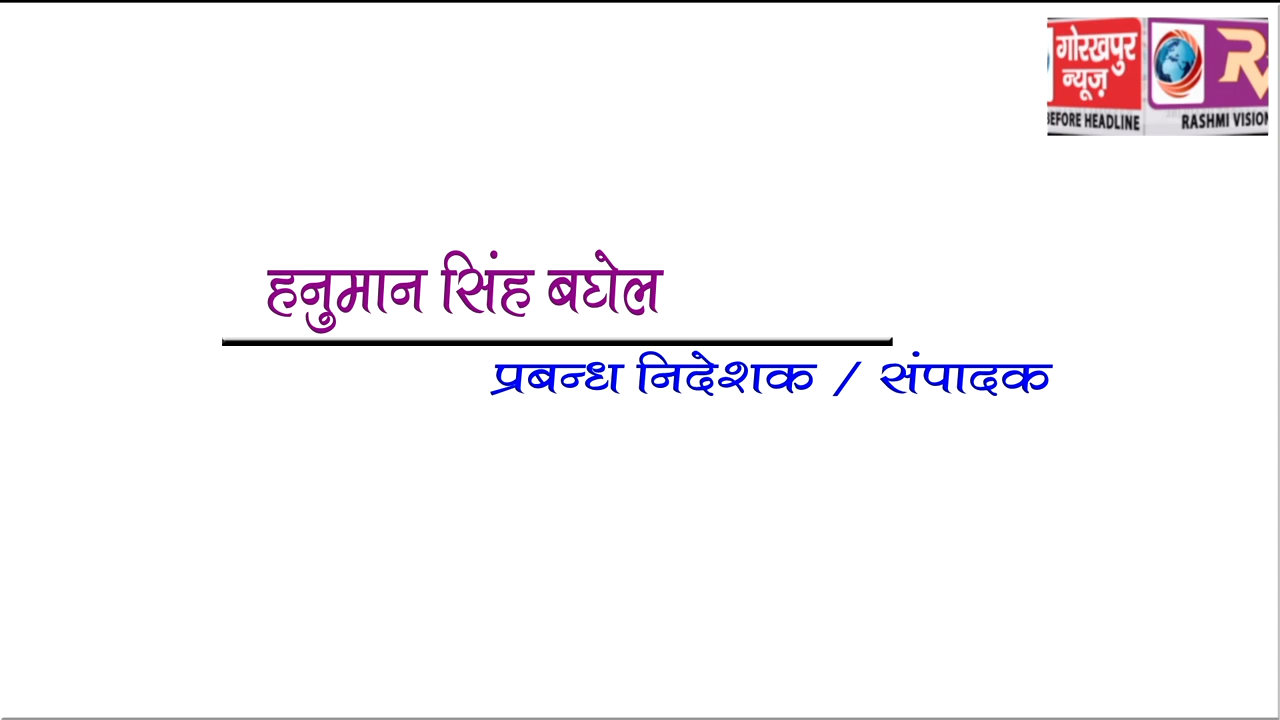 गोरखपुर
न्यूज़
BEFORE HEADLINE
RASHMI VISION
हनुमान सिंह बघेल
प्रबन्ध निदेशक / संपादक